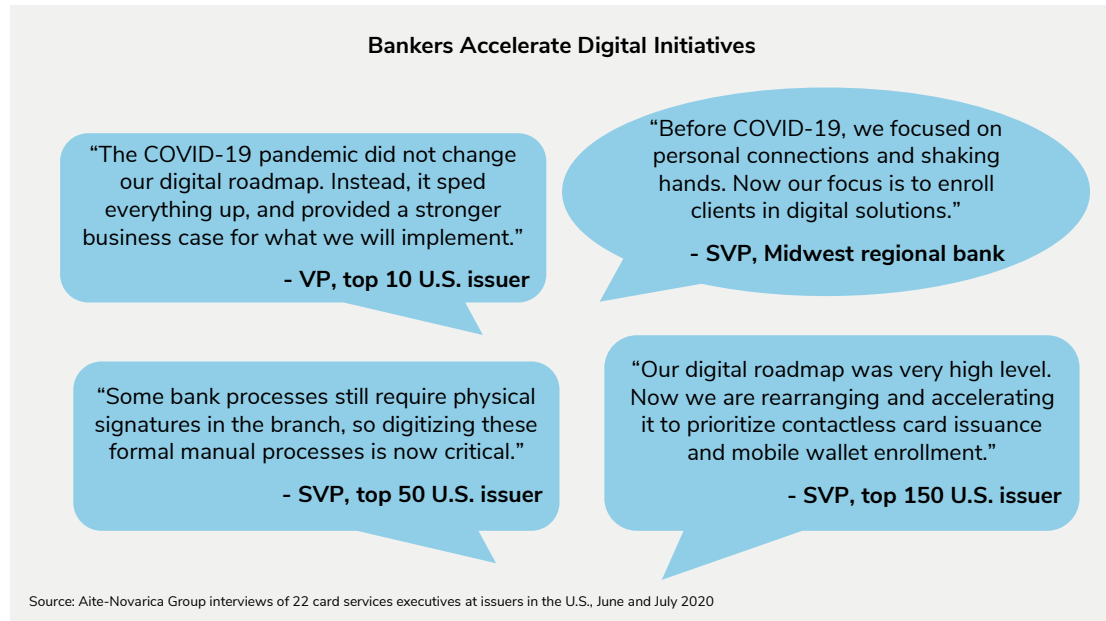 Bankers Accelerate Digital Initiatives
“The COVID-19 pandemic did not change
our digital roadmap. Instead, it sped
everything up, and provided a stronger
business case for what we will implement.”
- VP, top 10 U.S. issuer
“Before COVID-19, we focused on
personal connections and shaking
hands. Now our focus is to enroll
clients in digital solutions.”
- SVP, Midwest regional bank
“Some bank processes still require physical
signatures in the branch, so digitizing these
formal manual processes is now critical.”
- SVP, top 50 U.S. issuer
“Our digital roadmap was very high level.
Now we are rearranging and accelerating
it to prioritize contactless card issuance
and mobile wallet enrollment.”
- SVP, top 150 U.S. issuer
Source: Aite-Novarica Group interviews of 22 card services executives at issuers in the U.S., June and July 2020